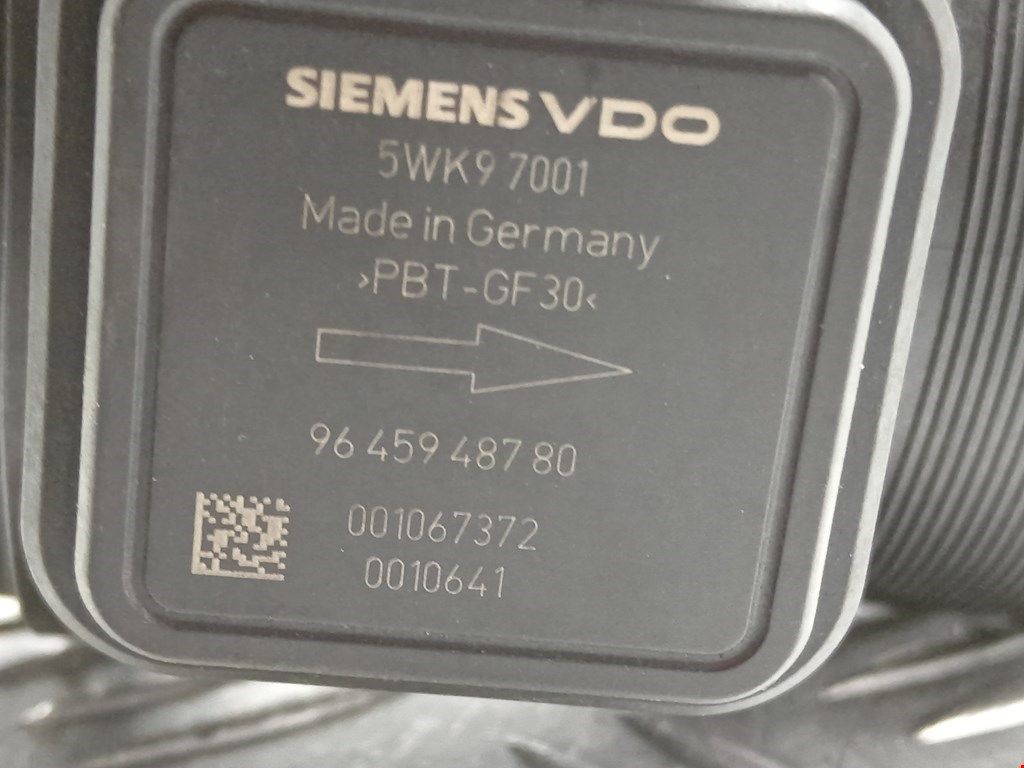 SIEMENS VDO
5WK9 7001
Made in Germany
>PBT-GF30<
96 459 487 80
001067372
0010641